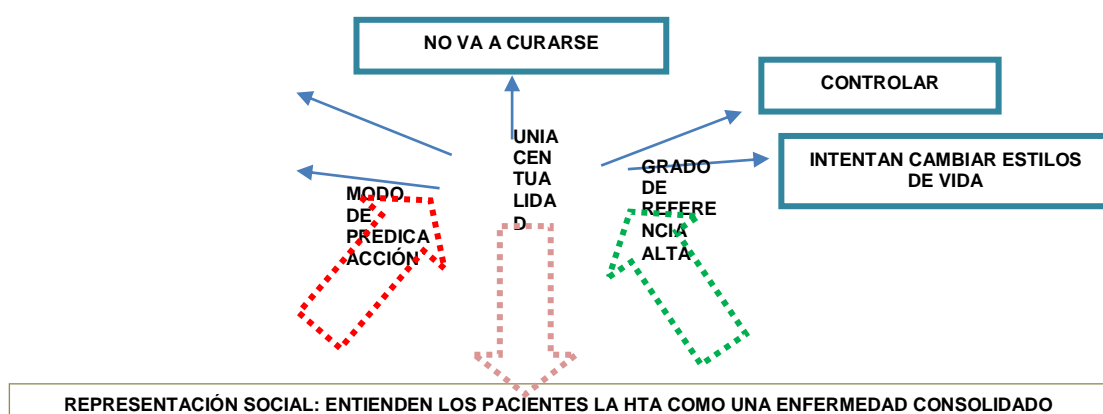 NO VA A CURARSE
CONTROLAR
INTENTAN CAMBIAR ESTILOS
DE VIDA
UNIA
CEN
TUA
LIDA
D
GRADO
DE
REFERE
NCIA
ALTA
MODO
DE
PREDICA
ACCIÓN
REPRESENTACIÓN SOCIAL: ENTIENDEN LOS PACIENTES LA HTA COMO UNA ENFERMEDAD CONSOLIDADO